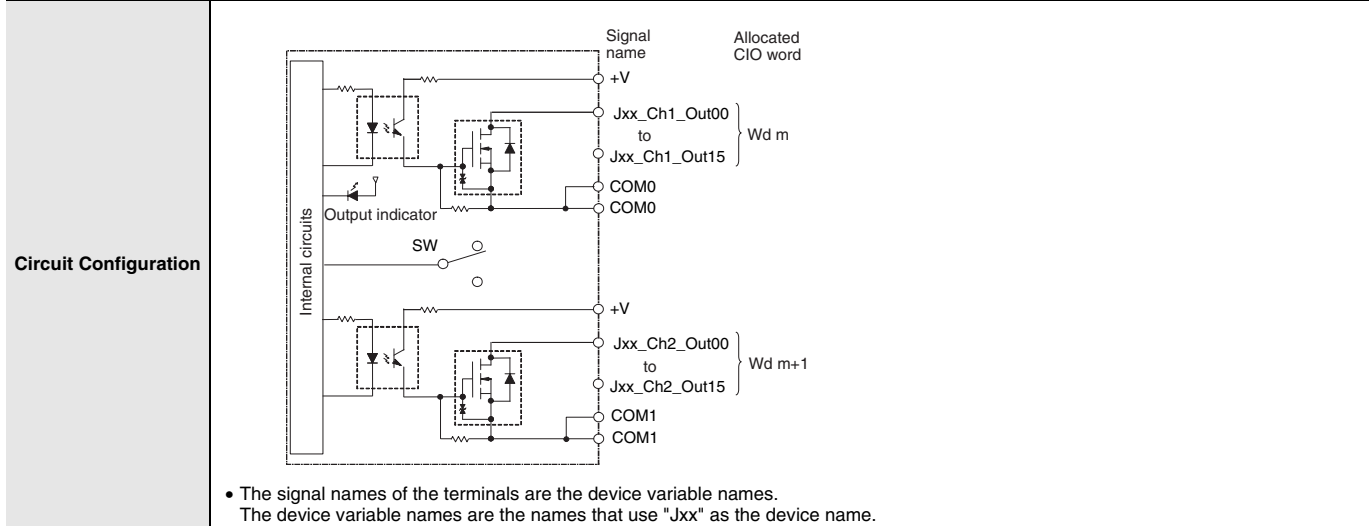 Circuit Configuration
Signal name
Allocated CIO word
+V
Jxx_Ch1_Out00
to
Jxx_Ch1_Out15
Wd m
COM0
COM0
Output indicator
Internal circuits
SW
+V
Jxx_Ch2_Out00
to
Jxx_Ch2_Out15
Wd m+1
COM1
COM1
• The signal names of the terminals are the device variable names.
The device variable names are the names that use "Jxx" as the device name.